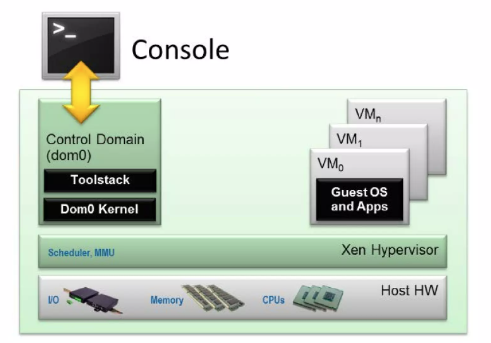 >_
Console
Control Domain
(dom0)
Toolstack
Dom0 Kernel
VMn
VM1
VM0
Guest OS
and Apps
Scheduler, MMU
Xen Hypervisor
I/O
Memory
CPUs
Host HW